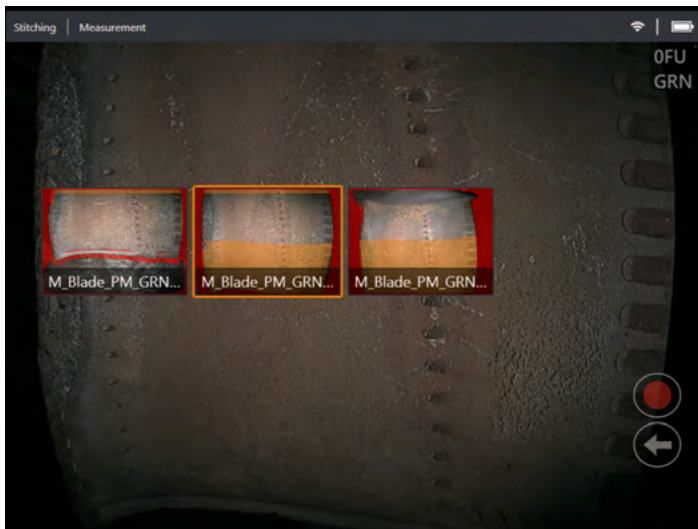 Stitching | Measurement
0FU
GRN
M_Blade_PM_GRN...
M_Blade_PM_GRN...
M_Blade_PM_GRN...